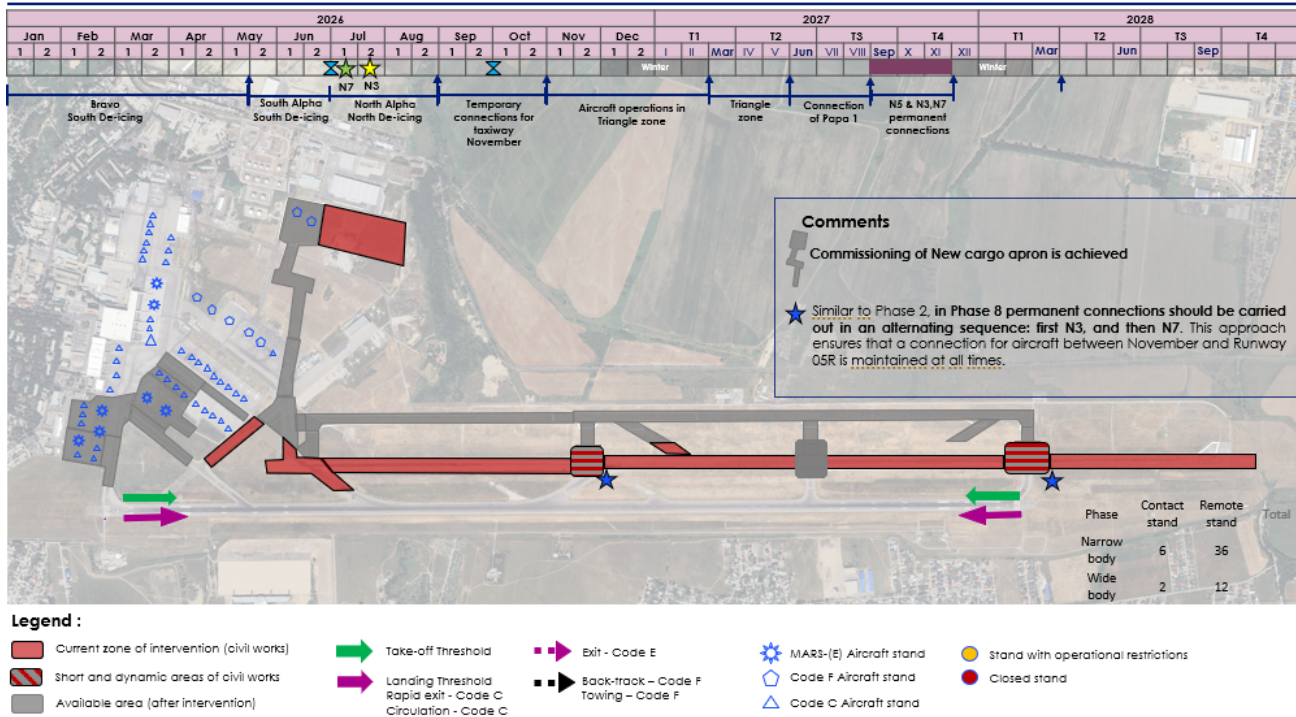 2026 2027 2028
Jan Feb Mar Apr May Jun Jul Aug Sep Oct Nov Dec T1 T2 T3 T4 T1 T2 T3 T4
1 2 1 2 1 2 1 2 1 2 1 2 1 2 1 2 1 2 1 2 1 2 1 2 I II Mar IV V Jun VII VIII Sep X XI XII Mar Jun Sep
Winter Winter
N7 N3
Bravo
South De-icing
South Alpha
South De-icing
North Alpha
North De-icing
Temporary
connections for
taxiway
November
Aircraft operations in
Triangle zone
Triangle
zone
Connection
of Papa 1
N5 & N3,N7
permanent
connections
Comments
Commissioning of New cargo apron is achieved
Similar to Phase 2, in Phase 8 permanent connections should be carried
out in an alternating sequence: first N3, and then N7. This approach
ensures that a connection for aircraft between November and Runway
05R is maintained at all times.
Phase Contact stand Remote stand Total
Narrow body 6 36
Wide body 2 12
Legend :
Current zone of intervention (civil works)
Short and dynamic areas of civil works
Available area (after intervention)
Take-off Threshold
Landing Threshold
Rapid exit - Code C
Circulation - Code C
Exit - Code E
Back-track – Code F
Towing – Code F
MARS-(E) Aircraft stand
Code F Aircraft stand
Code C Aircraft stand
Stand with operational restrictions
Closed stand